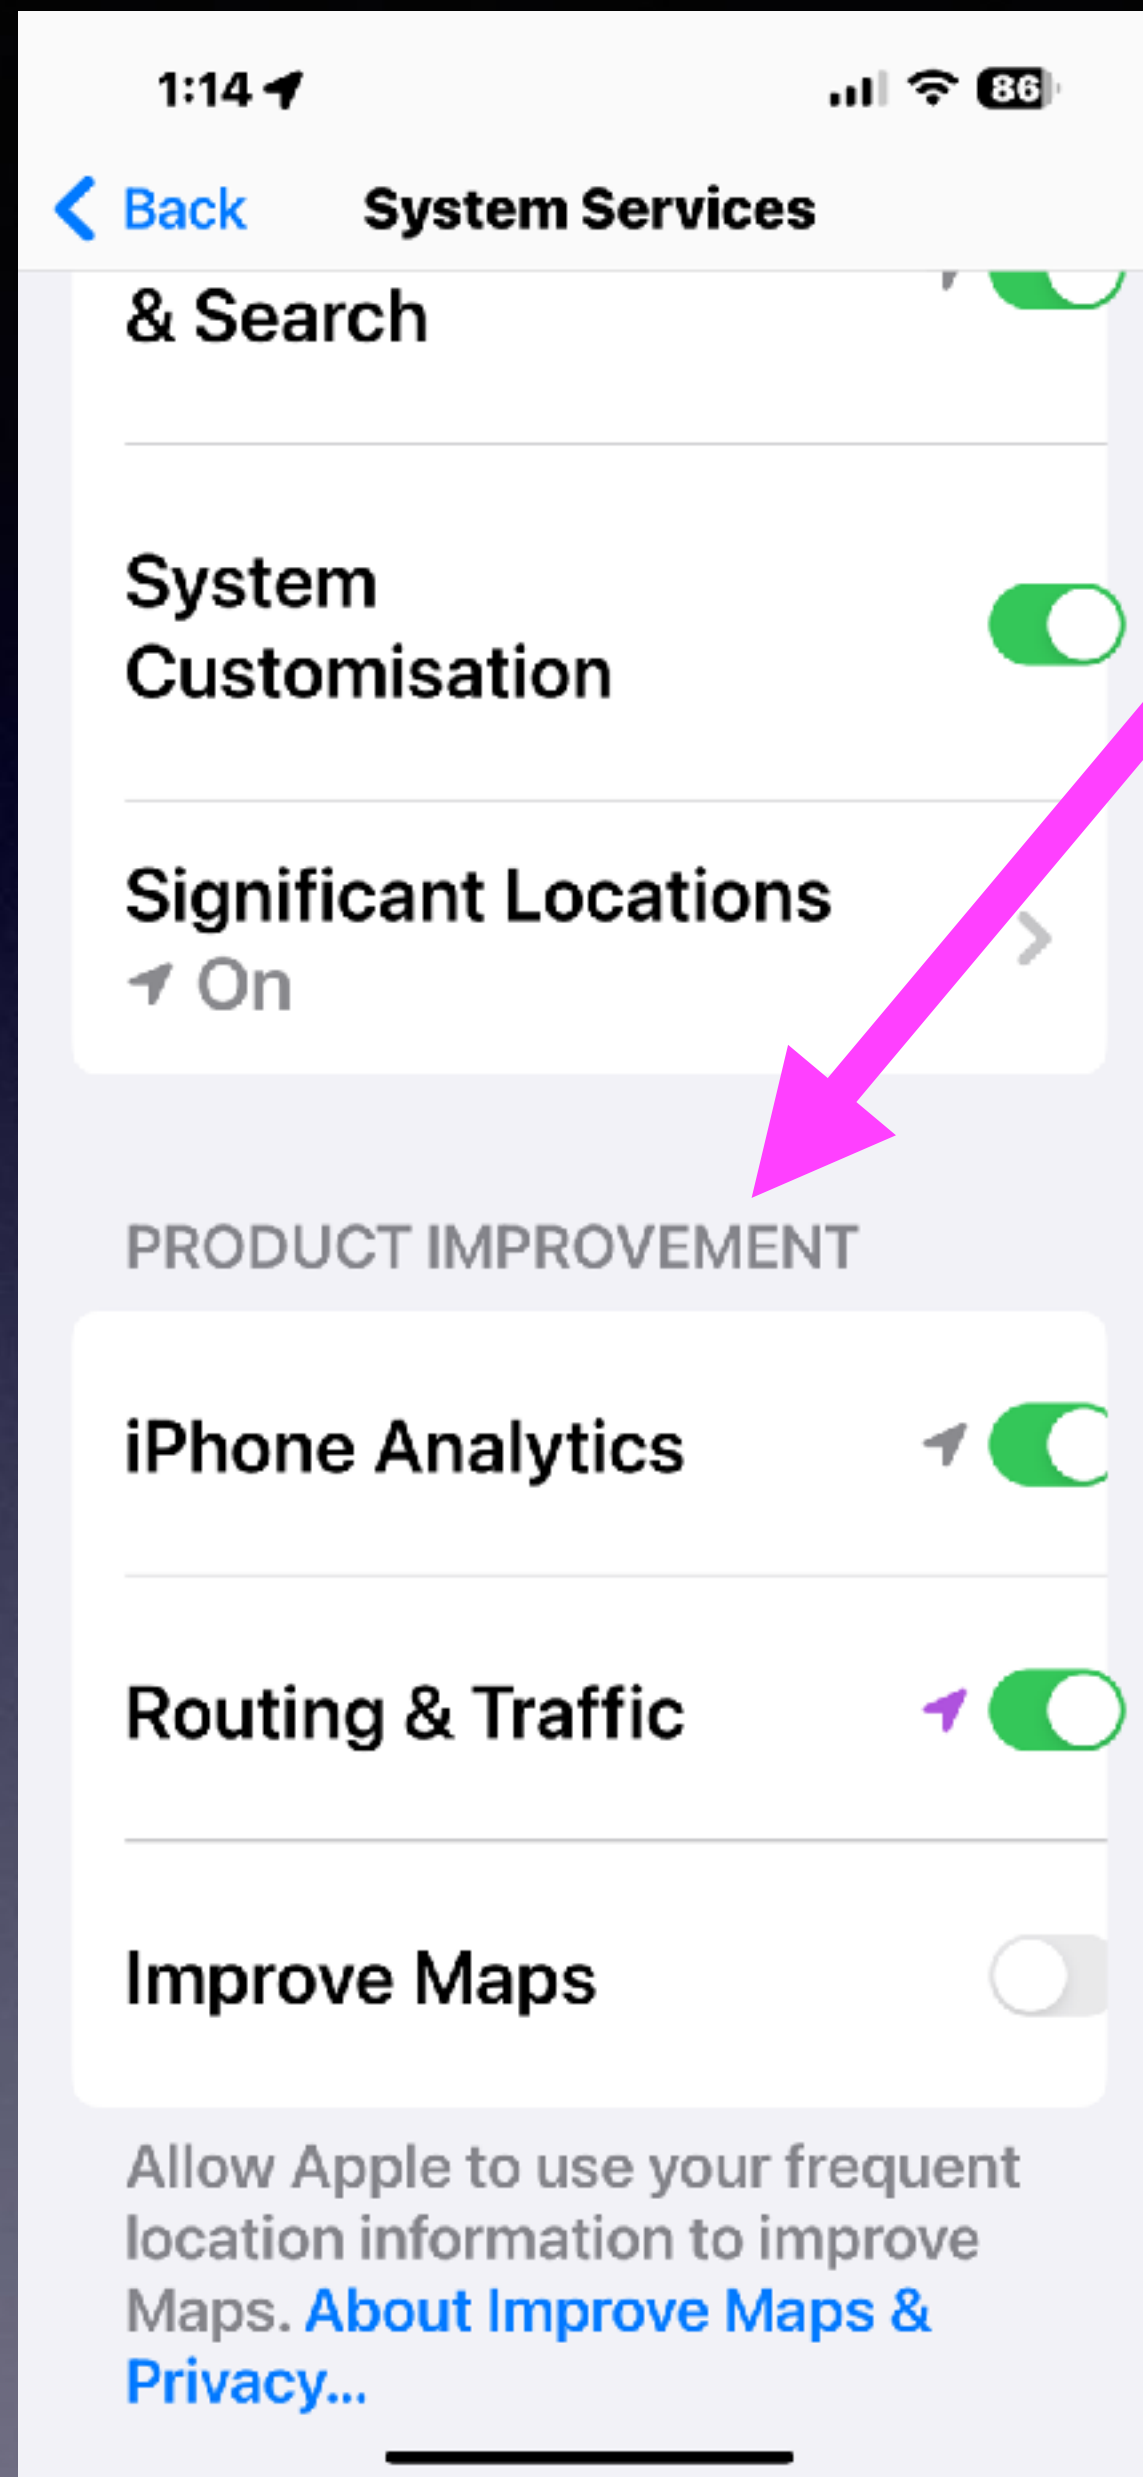 1:14
86
Back
System Services
& Search
System
Customisation
Significant Locations
On
PRODUCT IMPROVEMENT
iPhone Analytics
Routing & Traffic
Improve Maps
Allow Apple to use your frequent
location information to improve
Maps. About Improve Maps &
Privacy...